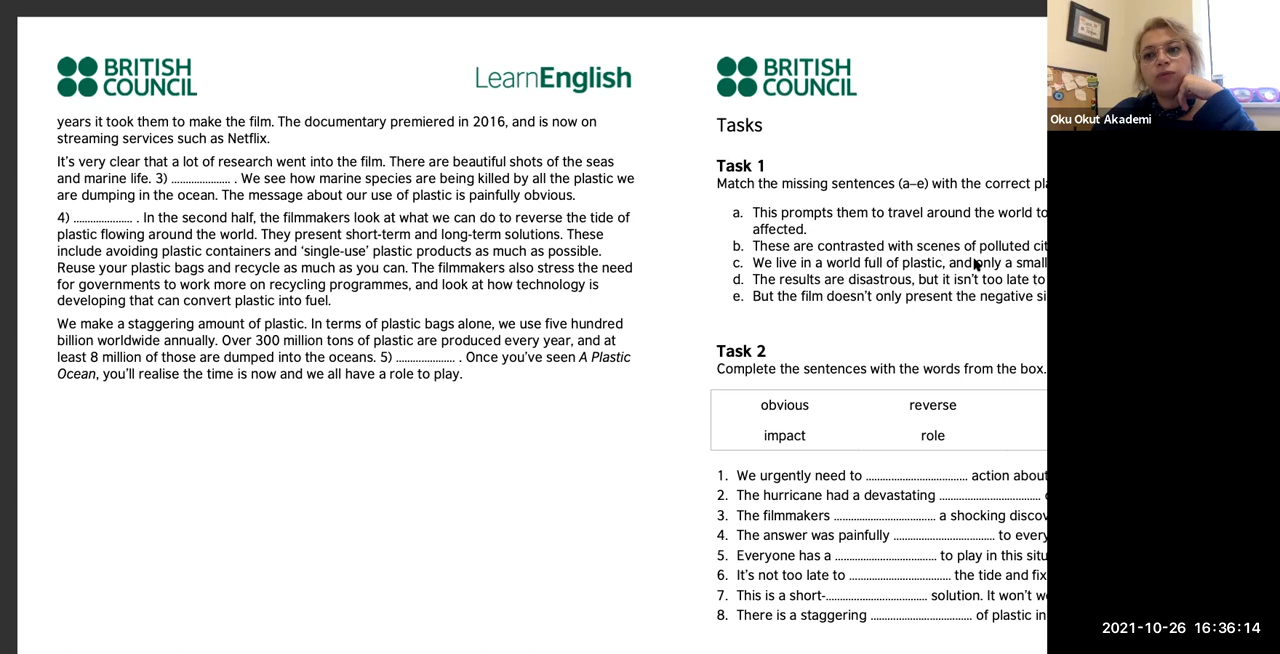 BRITISH
COUNCIL
LearnEnglish
years it took them to make the film. The documentary premiered in 2016, and is now on
streaming services such as Netflix.
It's very clear that a lot of research went into the film. There are beautiful shots of the seas
and marine life. 3) ..................... . We see how marine species are being killed by all the plastic we
are dumping in the ocean. The message about our use of plastic is painfully obvious.
4) ..................... . In the second half, the filmmakers look at what we can do to reverse the tide of
plastic flowing around the world. They present short-term and long-term solutions. These
include avoiding plastic containers and ‘single-use’ plastic products as much as possible.
Reuse your plastic bags and recycle as much as you can. The filmmakers also stress the need
for governments to work more on recycling programmes, and look at how technology is
developing that can convert plastic into fuel.
We make a staggering amount of plastic. In terms of plastic bags alone, we use five hundred
billion worldwide annually. Over 300 million tons of plastic are produced every year, and at
least 8 million of those are dumped into the oceans. 5) ..................... . Once you've seen A Plastic
Ocean, you'll realise the time is now and we all have a role to play.
BRITISH
COUNCIL
Tasks
Task 1
Match the missing sentences (a–e) with the correct
a. This prompts them to travel around the world to
affected.
b. These are contrasted with scenes of polluted
c. We live in a world full of plastic, and only a small
d. The results are disastrous, but it isn't too late to
e. But the film doesn't only present the negative
Task 2
Complete the sentences with the words from the box.
obvious reverse
impact role
1. We urgently need to .................................. action about
2. The hurricane had a devastating ..................................
3. The filmmakers .................................. a shocking
4. The answer was painfully .................................. to
5. Everyone has a .................................. to play in this
6. It's not too late to .................................. the tide and
7. This is a short-.................................. solution. It won't
8. There is a staggering .................................. of plastic in
Oku Okut Akademi
2021-10-26 16:36:14